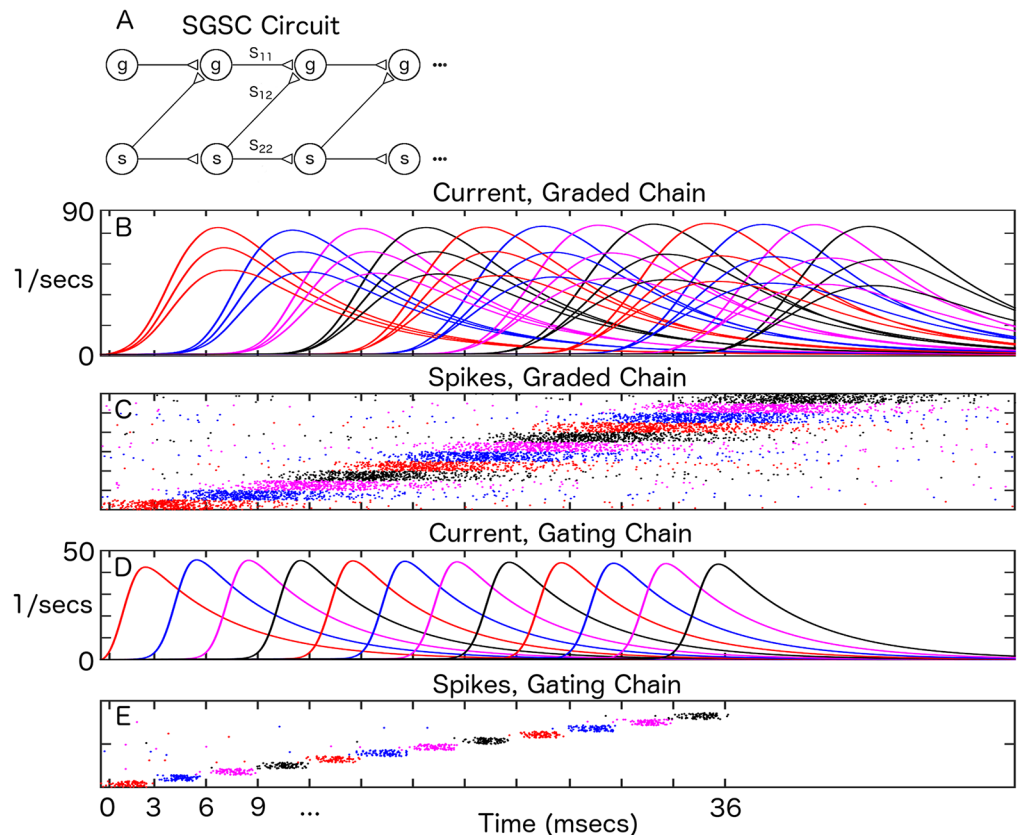 A
SGSC Circuit
g g g g ...
S11
S12
s s s s ...
S22
Current, Graded Chain
90
B
1/secs
0
Spikes, Graded Chain
C
Current, Gating Chain
50
D
1/secs
0
Spikes, Gating Chain
E
0 3 6 9 ... 36
Time (msecs)